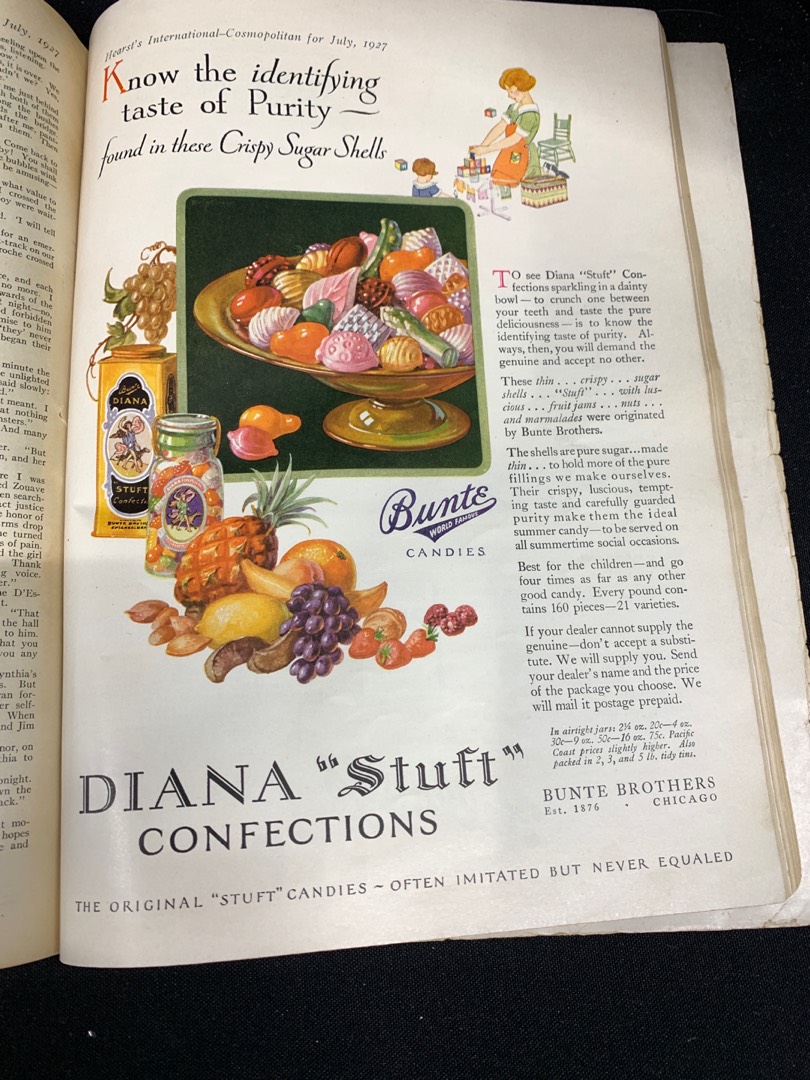 July, 1927
Hearst's International-Cosmopolitan for July, 1927
Know the identifying
taste of Purity —
found in these Crispy Sugar Shells
TO see Diana "Stuft" Con-
fections sparkling in a dainty
bowl—to crunch one between
your teeth and taste the pure
deliciousness—is to know the
identifying taste of purity. Al-
ways, then, you will demand the
genuine and accept no other.
These thin . . . crispy . . . sugar
shells . . . "Stuft" . . . with lus-
cious . . . fruit jams . . . nuts . . .
and marmalades were originated
by Bunte Brothers.
The shells are pure sugar...made
thin . . . to hold more of the pure
fillings we make ourselves.
Their crispy, luscious, tempt-
ing taste and carefully guarded
purity make them the ideal
summer candy—to be served on
all summertime social occasions.
Best for the children—and go
four times as far as any other
good candy. Every pound con-
tains 160 pieces—21 varieties.
If your dealer cannot supply the
genuine—don't accept a substi-
tute. We will supply you. Send
your dealer's name and the price
of the package you choose. We
will mail it postage prepaid.
In airtight jars: 2¼ oz. 20c—4 oz.
30c—9 oz. 50c—16 oz. 75c. Pacific
Coast prices slightly higher. Also
packed in 2, 3, and 5 lb. tidy tins.
BUNTE BROTHERS
Est. 1876 · CHICAGO
Bunte
DIANA
STUFT
Confections
Bunte
WORLD FAMOUS
CANDIES
DIANA "Stuft"
CONFECTIONS
THE ORIGINAL "STUFT" CANDIES ~ OFTEN IMITATED BUT NEVER EQUALED